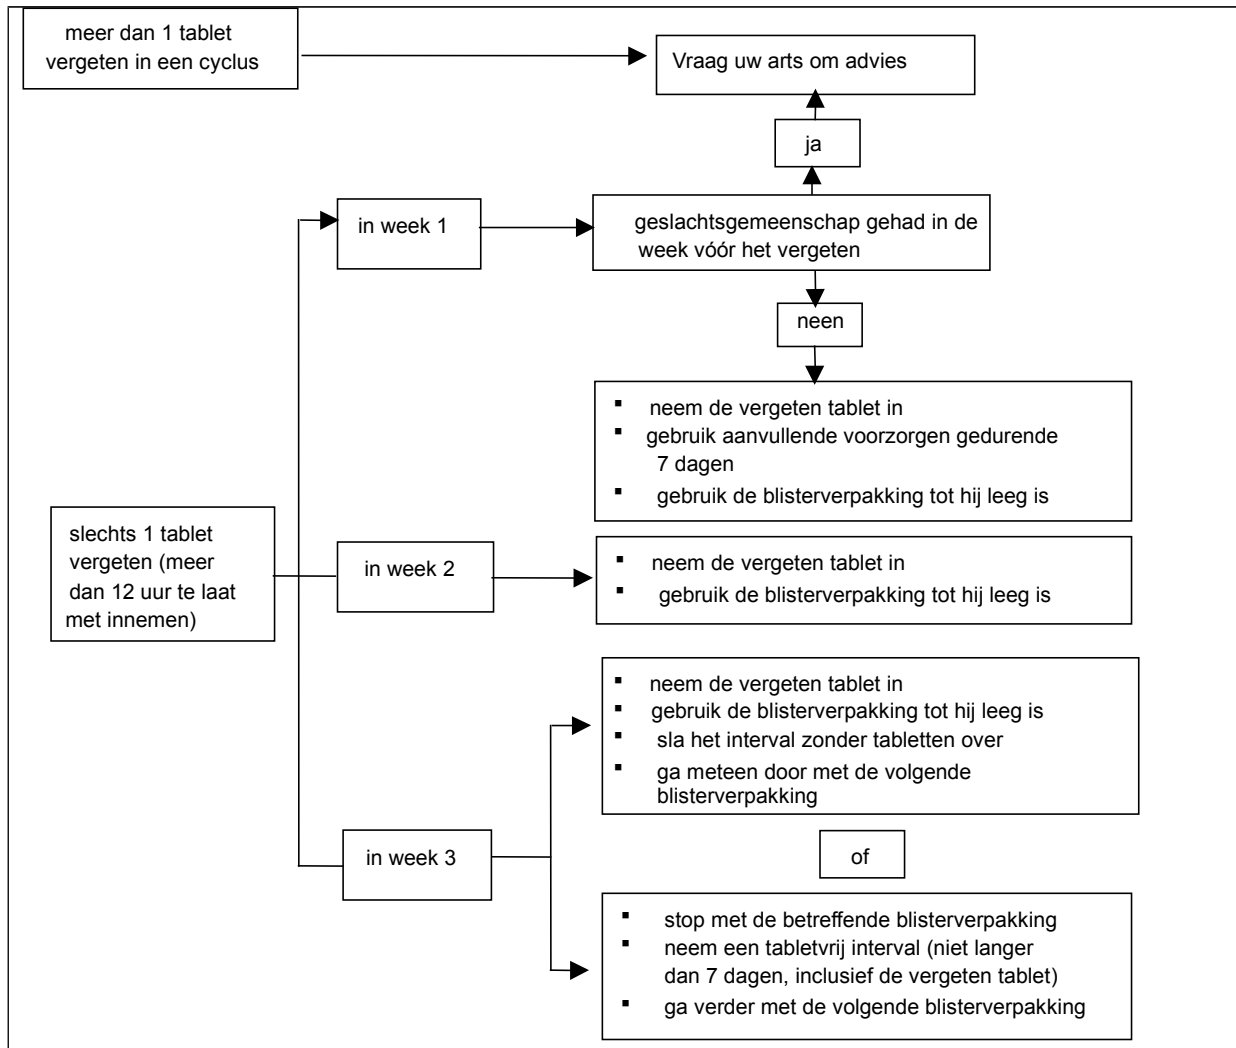 meer dan 1 tablet
vergeten in een cyclus
Vraag uw arts om advies
ja
in week 1
geslachtsgemeenschap gehad in de
week vóór het vergeten
neen
▪ neem de vergeten tablet in
▪ gebruik aanvullende voorzorgen gedurende
7 dagen
▪ gebruik de blisterverpakking tot hij leeg is
slechts 1 tablet
vergeten (meer
dan 12 uur te laat
met innemen)
in week 2
▪ neem de vergeten tablet in
▪ gebruik de blisterverpakking tot hij leeg is
in week 3
▪ neem de vergeten tablet in
▪ gebruik de blisterverpakking tot hij leeg is
▪ sla het interval zonder tabletten over
▪ ga meteen door met de volgende
blisterverpakking
of
▪ stop met de betreffende blisterverpakking
▪ neem een tabletvrij interval (niet langer
dan 7 dagen, inclusief de vergeten tablet)
▪ ga verder met de volgende blisterverpakking